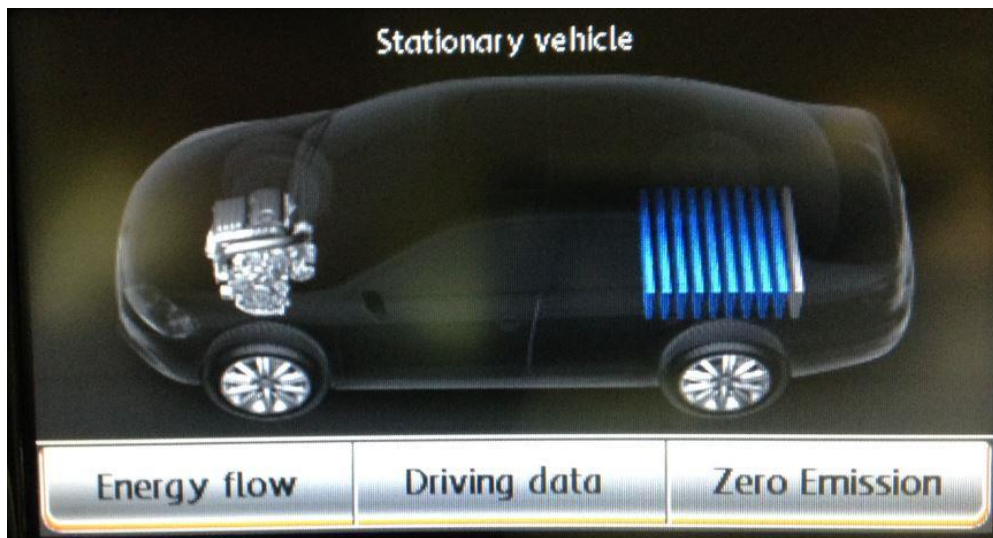 Stationary vehicle
Energy flow
Driving data
Zero Emission